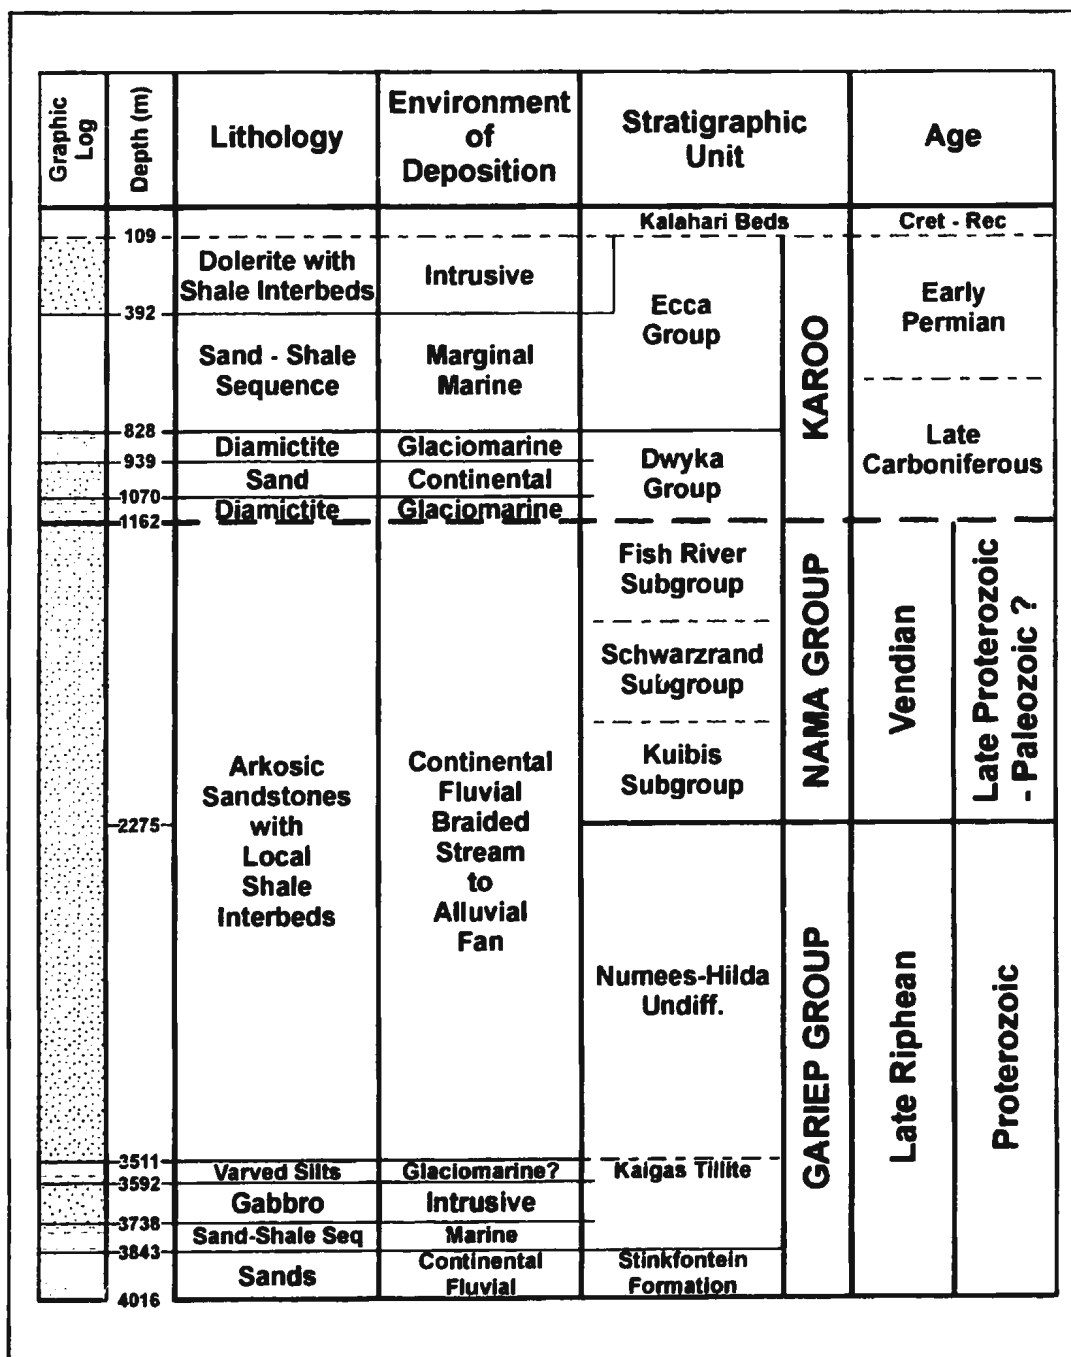 Graphic
Log
Depth (m)
Lithology
Environment
of
Deposition
Stratigraphic
Unit
Age
Kalahari Beds
Cret - Rec
109
Dolerite with
Shale Interbeds
Intrusive
392
Ecca
Group
Early
Permian
Sand - Shale
Sequence
Marginal
Marine
KAROO
828
Diamictite
Glaciomarine
939
Sand
Continental
Dwyka
Group
Late
Carboniferous
1070
Diamictite
Glaciomarine
1162
Fish River
Subgroup
Schwarzrand
Subgroup
Kuibis
Subgroup
NAMA GROUP
Vendian
Late Proterozoic
- Paleozoic ?
Arkosic
Sandstones
with
Local
Shale
Interbeds
Continental
Fluvial
Braided
Stream
to
Alluvial
Fan
2275
Numees-Hilda
Undiff.
GARIEP GROUP
Late Riphean
Proterozoic
3511
Varved Silts
Glaciomarine?
Kaigas Tillite
3592
Gabbro
Intrusive
3738
Sand-Shale Seq
Marine
3843
Sands
Continental
Fluvial
Stinkfontein
Formation
4016